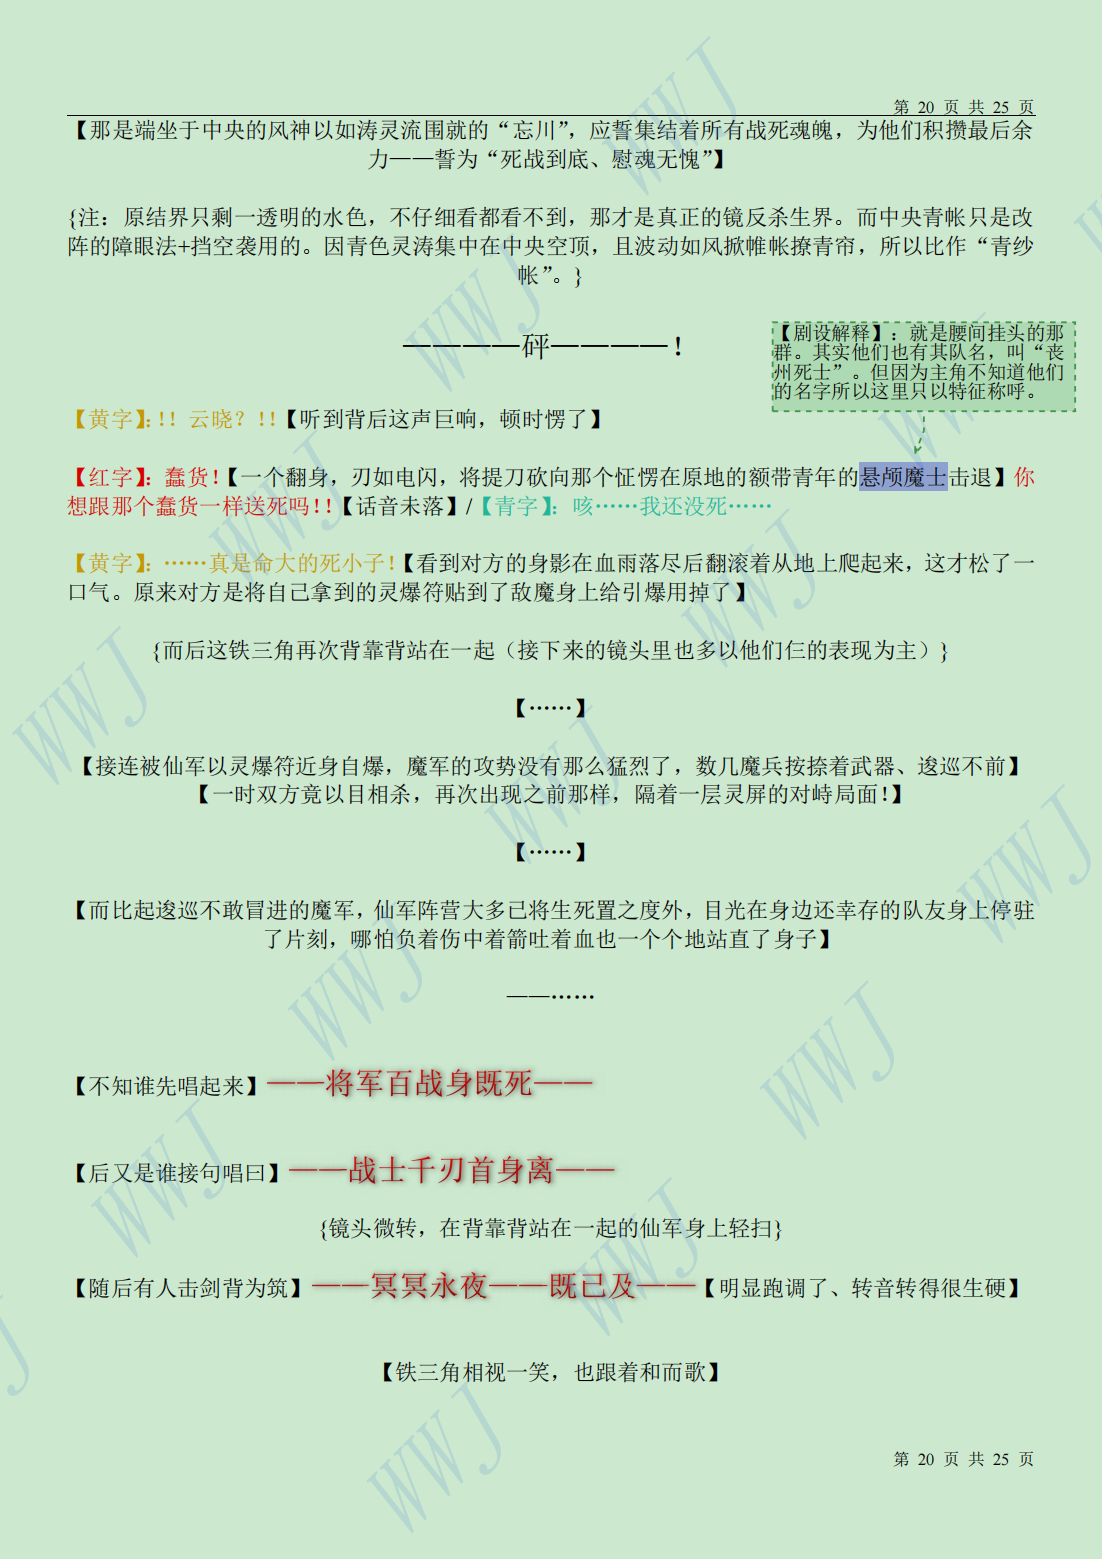 第 20 页 共 25 页
【那是端坐于中央的风神以如涛灵流围就的“忘川”，应誓集结着所有战死魂魄，为他们积攒最后余
力——誓为“死战到底、慰魂无愧”】
{注：原结界只剩一透明的水色，不仔细看都看不到，那才是真正的镜反杀生界。而中央青帐只是改
阵的障眼法+挡空袭用的。因青色灵涛集中在中央空顶，且波动如风掀帷帐撩青帘，所以比作“青纱
帐”。}
————砰————！
【剧设解释】：就是腰间挂头的那
群。其实他们也有其队名，叫“丧
州死士”。但因为主角不知道他们
的名字所以这里只以特征称呼。
【黄字】：！！云晓？！！【听到背后这声巨响，顿时愣了】
【红字】：蠢货！【一个翻身，刃如电闪，将提刀砍向那个怔愣在原地的额带青年的悬颅魔士击退】你
想跟那个蠢货一样送死吗！！【话音未落】/【青字】：咳……我还没死……
【黄字】：……真是命大的死小子！【看到对方的身影在血雨落尽后翻滚着从地上爬起来，这才松了一
口气。原来对方是将自己拿到的灵爆符贴到了敌魔身上给引爆用掉了】
{而后这铁三角再次背靠背站在一起（接下来的镜头里也多以他们仨的表现为主）}
【……】
【接连被仙军以灵爆符近身自爆，魔军的攻势没有那么猛烈了，数几魔兵按捺着武器、逡巡不前】
【一时双方竟以目相杀，再次出现之前那样，隔着一层灵屏的对峙局面！】
【……】
【而比起逡巡不敢冒进的魔军，仙军阵营大多已将生死置之度外，目光在身边还幸存的队友身上停驻
了片刻，哪怕负着伤中着箭吐着血也一个个地站直了身子】
——……
【不知谁先唱起来】——将军百战身既死——
【后又是谁接句唱曰】——战士千刃首身离——
{镜头微转，在背靠背站在一起的仙军身上轻扫}
【随后有人击剑背为筑】——冥冥永夜——既已及——【明显跑调了、转音转得很生硬】
【铁三角相视一笑，也跟着和而歌】
第 20 页 共 25 页
WWJ